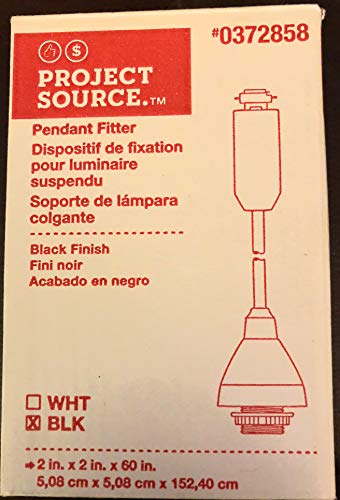 #0372858
PROJECT
SOURCE.™
Pendant Fitter
Dispositif de fixation
pour luminaire
suspendu
Soporte de lámpara
colgante
Black Finish
Fini noir
Acabado en negro
☐ WHT
☒ BLK
➔ 2 in. x 2 in. x 60 in.
5,08 cm x 5,08 cm x 152,40 cm